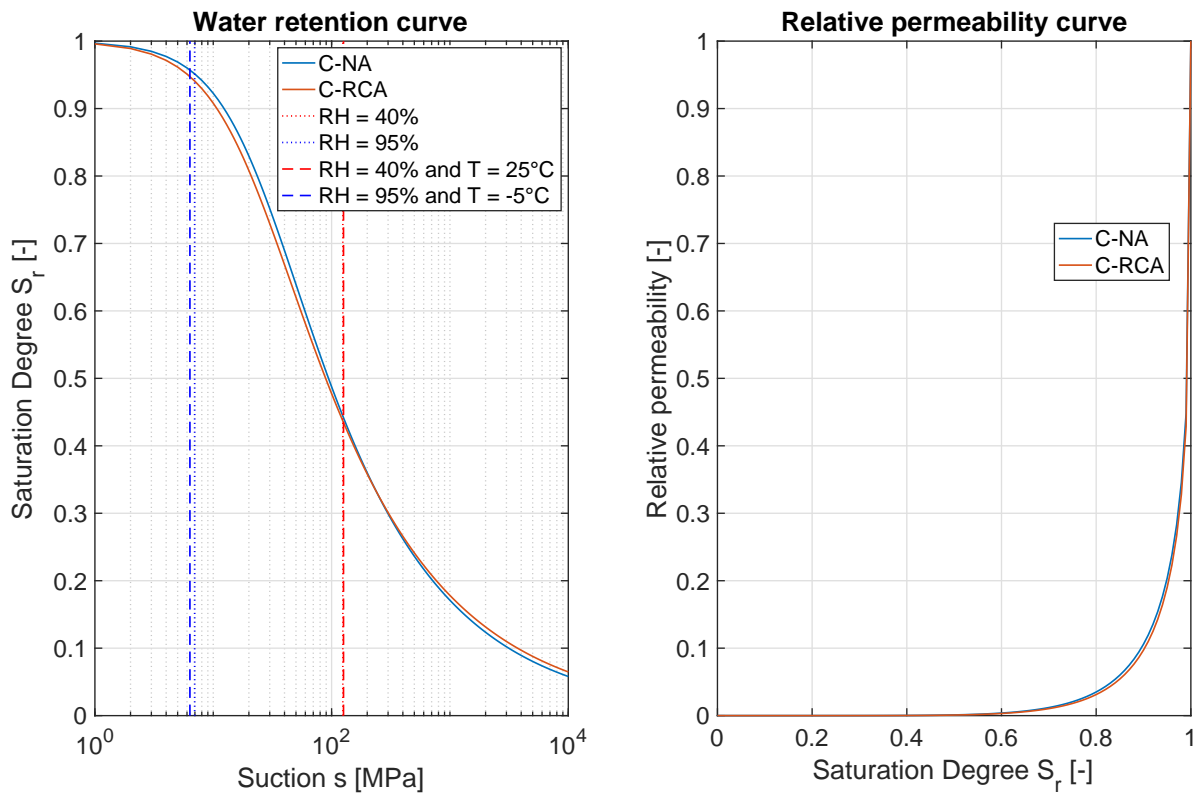 Water retention curve
1
0.9
0.8
0.7
0.6
0.5
0.4
0.3
0.2
0.1
0
Saturation Degree S_r [-]
10^0
10^2
10^4
Suction s [MPa]
C-NA
C-RCA
RH = 40%
RH = 95%
RH = 40% and T = 25°C
RH = 95% and T = -5°C
Relative permeability curve
1
0.9
0.8
0.7
0.6
0.5
0.4
0.3
0.2
0.1
0
Relative permeability [-]
0
0.2
0.4
0.6
0.8
1
Saturation Degree S_r [-]
C-NA
C-RCA